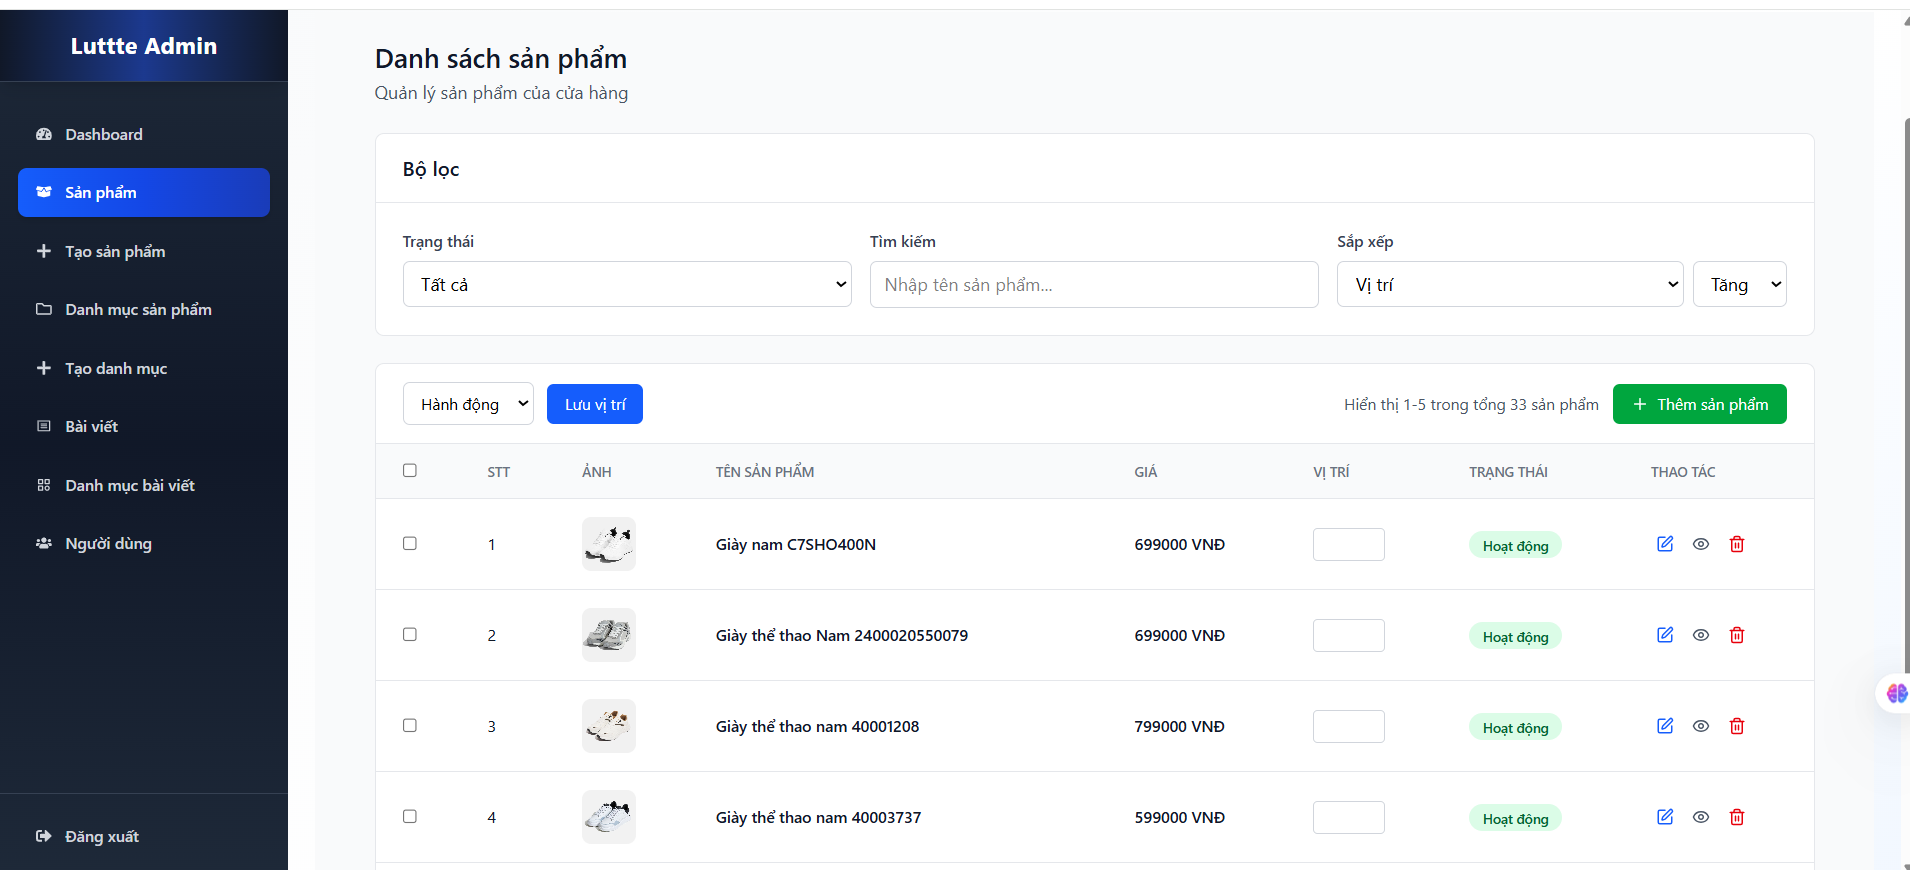 Luttte Admin
Dashboard
Sản phẩm
Tạo sản phẩm
Danh mục sản phẩm
Tạo danh mục
Bài viết
Danh mục bài viết
Người dùng
Đăng xuất
Danh sách sản phẩm
Quản lý sản phẩm của cửa hàng
Bộ lọc
Trạng thái Tìm kiếm Sắp xếp
Tất cả Nhập tên sản phẩm... Vị trí Tăng
Hành động Lưu vị trí Hiển thị 1-5 trong tổng 33 sản phẩm Thêm sản phẩm
STT ẢNH TÊN SẢN PHẨM GIÁ VỊ TRÍ TRẠNG THÁI THAO TÁC
1 Giày nam C7SHO400N 699000 VNĐ Hoạt động
2 Giày thể thao Nam 2400020550079 699000 VNĐ Hoạt động
3 Giày thể thao nam 40001208 799000 VNĐ Hoạt động
4 Giày thể thao nam 40003737 599000 VNĐ Hoạt động